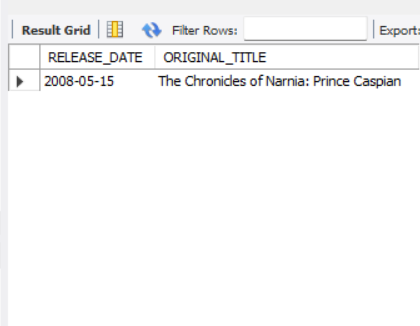 Result Grid Filter Rows: Export:
RELEASE_DATE ORIGINAL_TITLE
2008-05-15 The Chronicles of Narnia: Prince Caspian